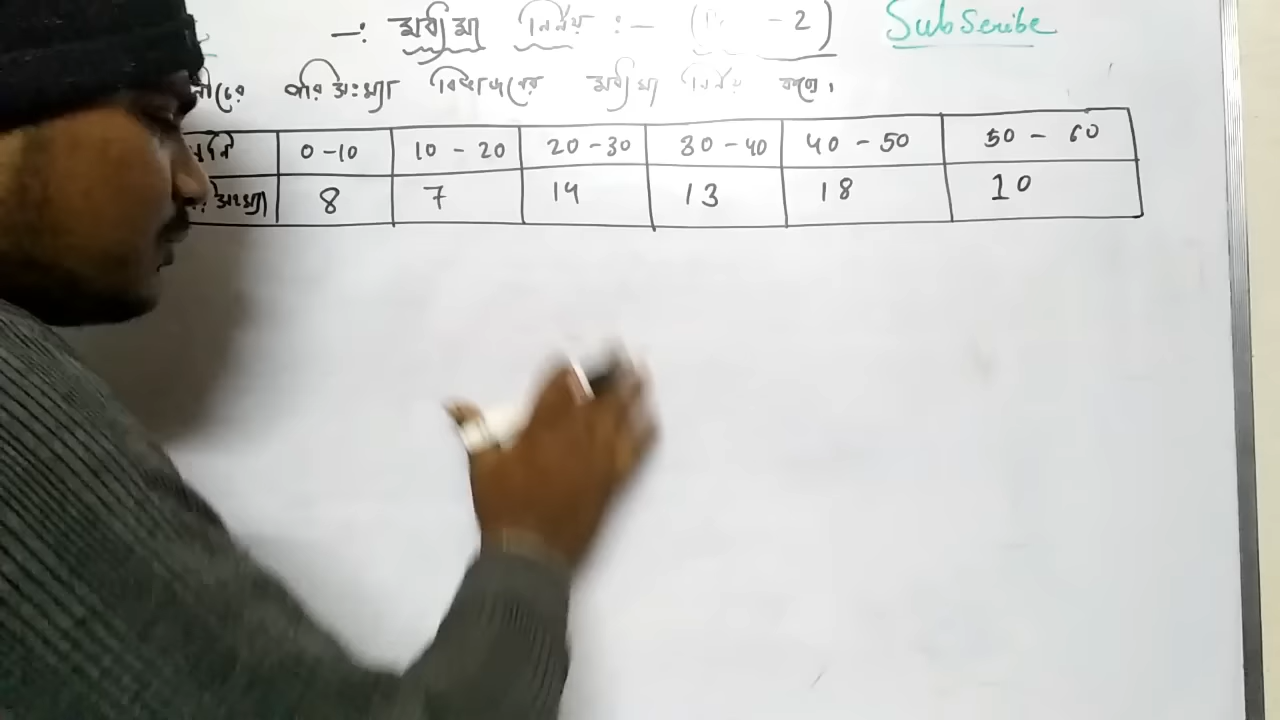 —: মধ্যমা নির্ণয় :— ( -2) Subscribe
পরিসংখ্যা বিভাজনের মধ্যমা নির্ণয় করো।
0-10 10 - 20 20 - 30 30 - 40 40 - 50 50 - 60
সংখ্যা 8 7 14 13 18 10